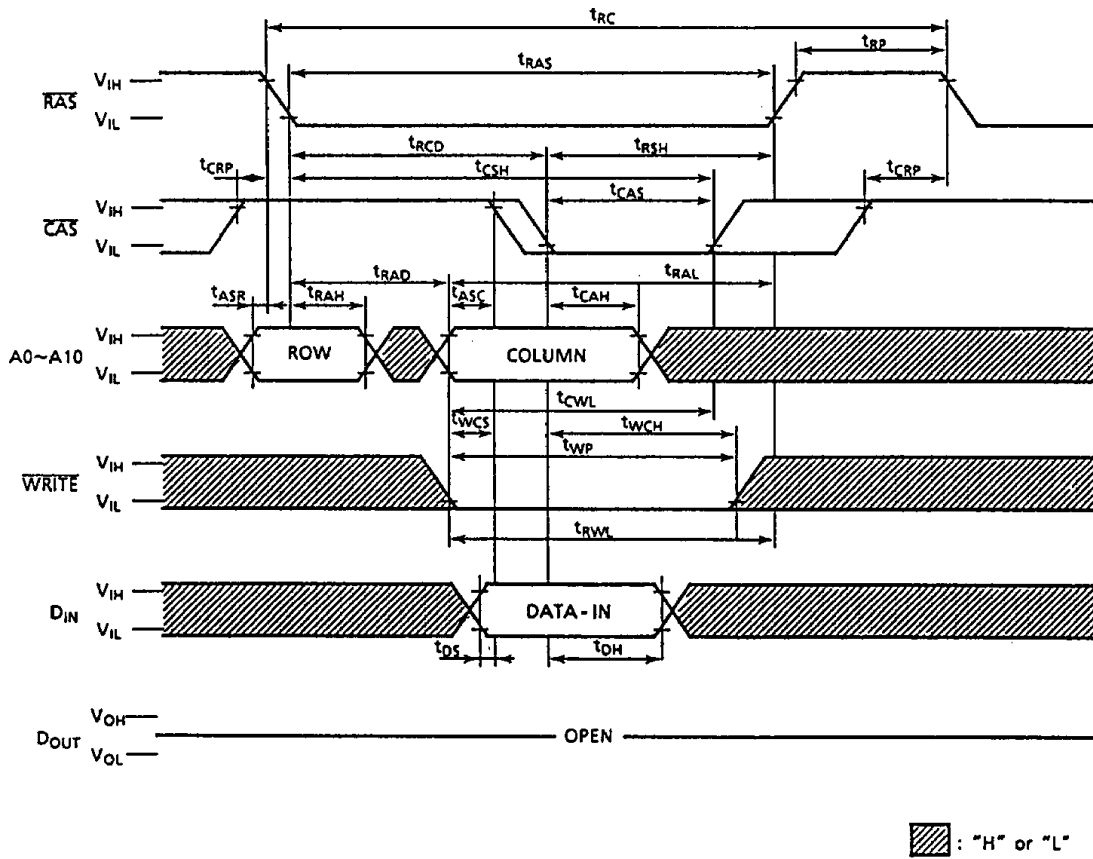 tRC
tRP
tRAS
VIH
RAS
VIL
tRCD
tRSH
tCRP
tCSH
tCRP
tCAS
VIH
CAS
VIL
tRAD
tRAL
tASR
tRAH
tASC
tCAH
VIH
A0~A10
ROW
COLUMN
VIL
tCWL
tWCS
tWCH
tWP
VIH
WRITE
VIL
tRWL
VIH
DIN
DATA-IN
VIL
tDS
tDH
VOH
DOUT
OPEN
VOL
: "H" or "L"